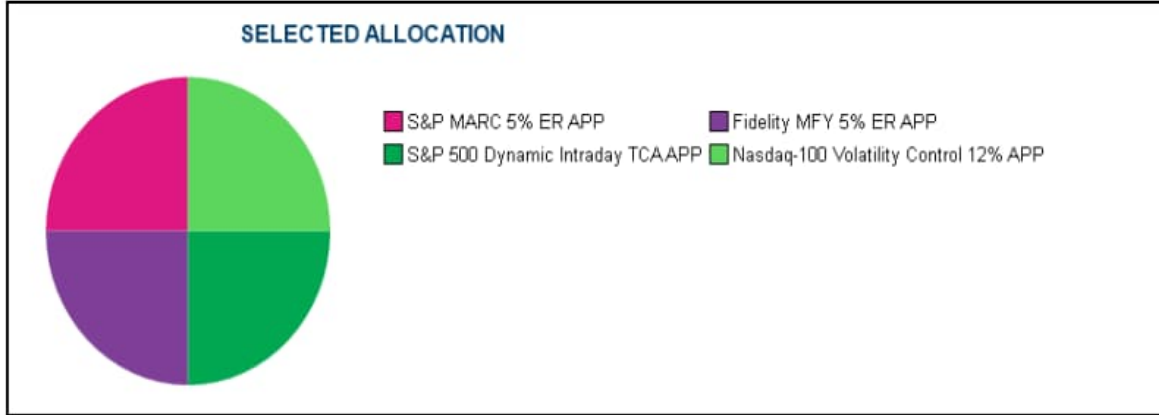 SELECTED ALLOCATION
S&P MARC 5% ER APP Fidelity MFY 5% ER APP
S&P 500 Dynamic Intraday TCA APP Nasdaq-100 Volatility Control 12% APP